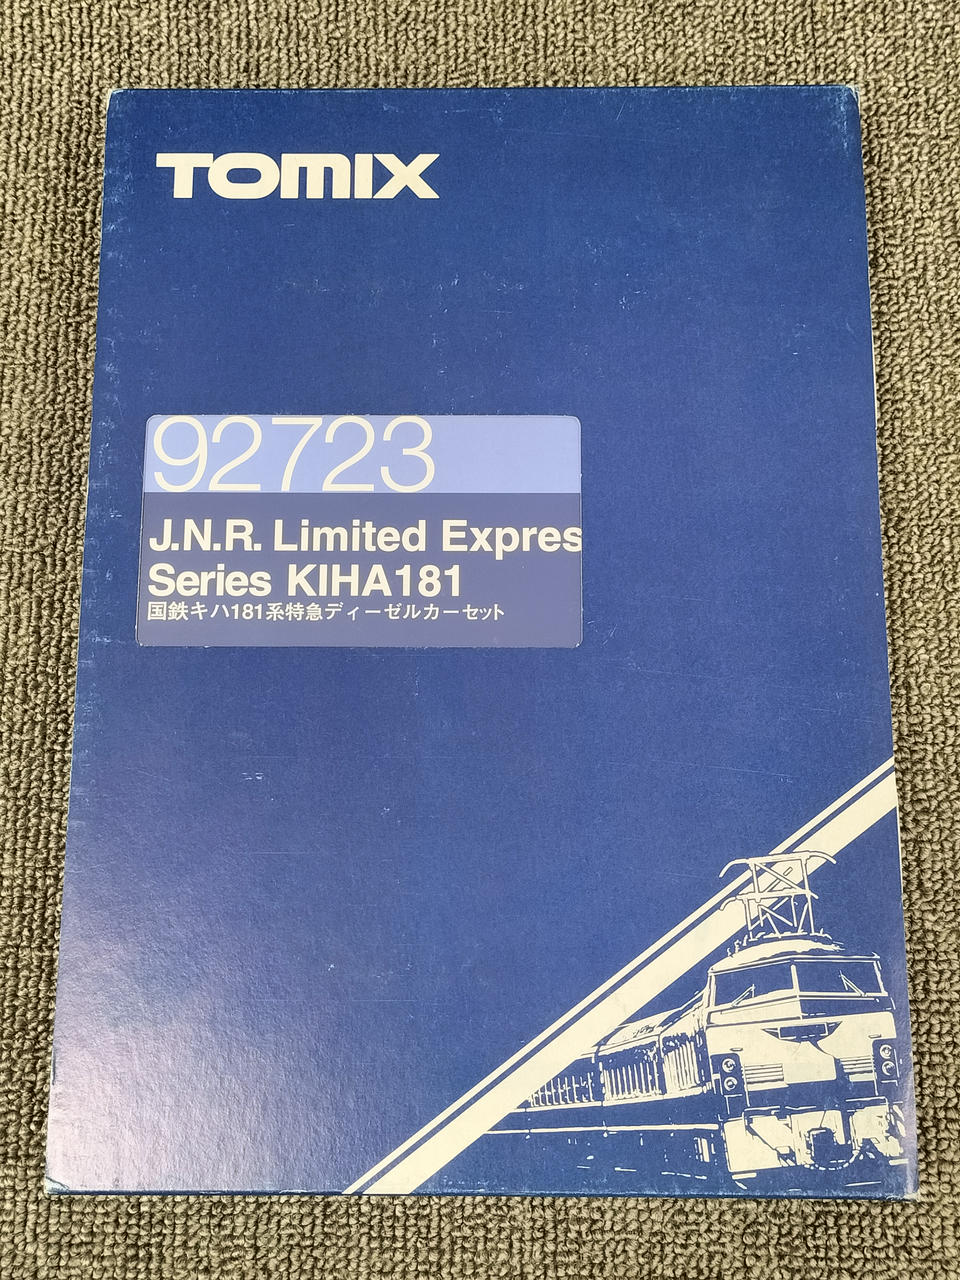 TOMIX
92723
J.N.R. Limited Expres
Series KIHA181
国鉄キハ181系特急ディーゼルカーセット